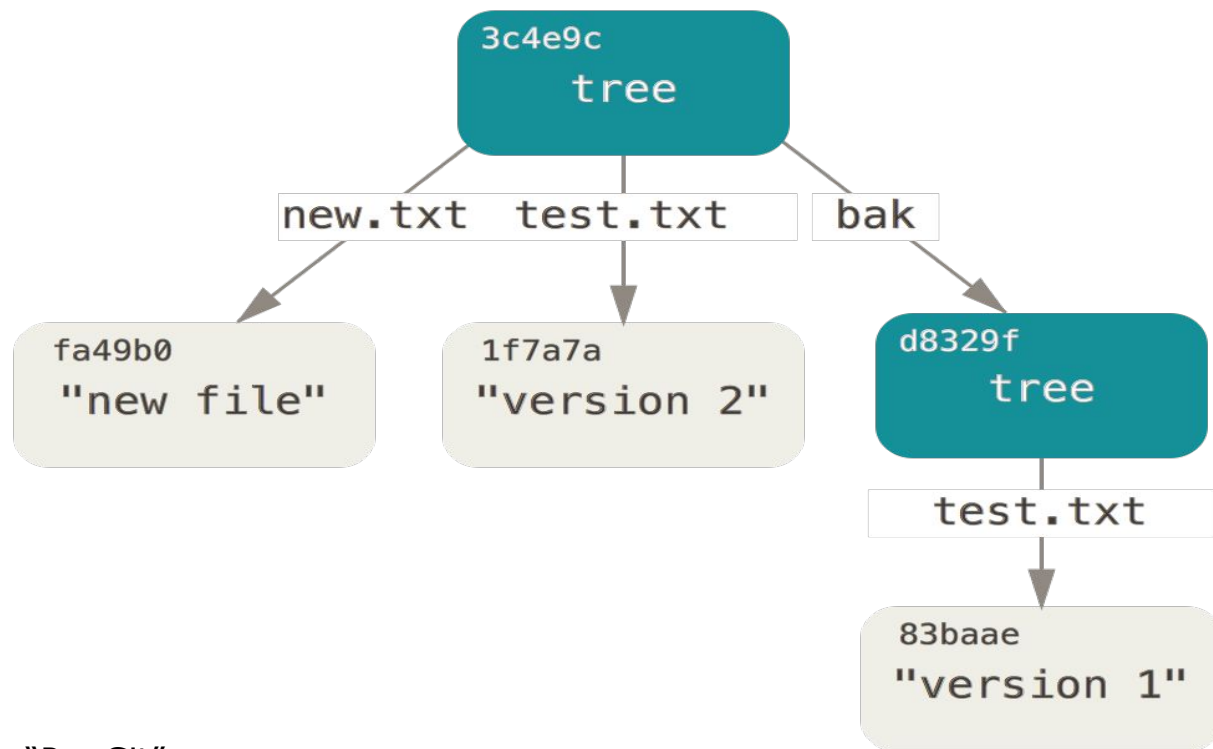 3c4e9c
tree
new.txt test.txt bak
fa49b0 1f7a7a d8329f
"new file" "version 2" tree
test.txt
83baae
"version 1"